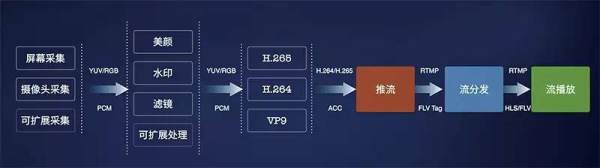 屏幕采集
摄像头采集
可扩展采集
YUV/RGB
PCM
美颜
水印
滤镜
可扩展处理
YUV/RGB
PCM
H.265
H.264
VP9
H.264/H.265
ACC
推流
RTMP
FLV Tag
流分发
RTMP
HLS/FLV
流播放